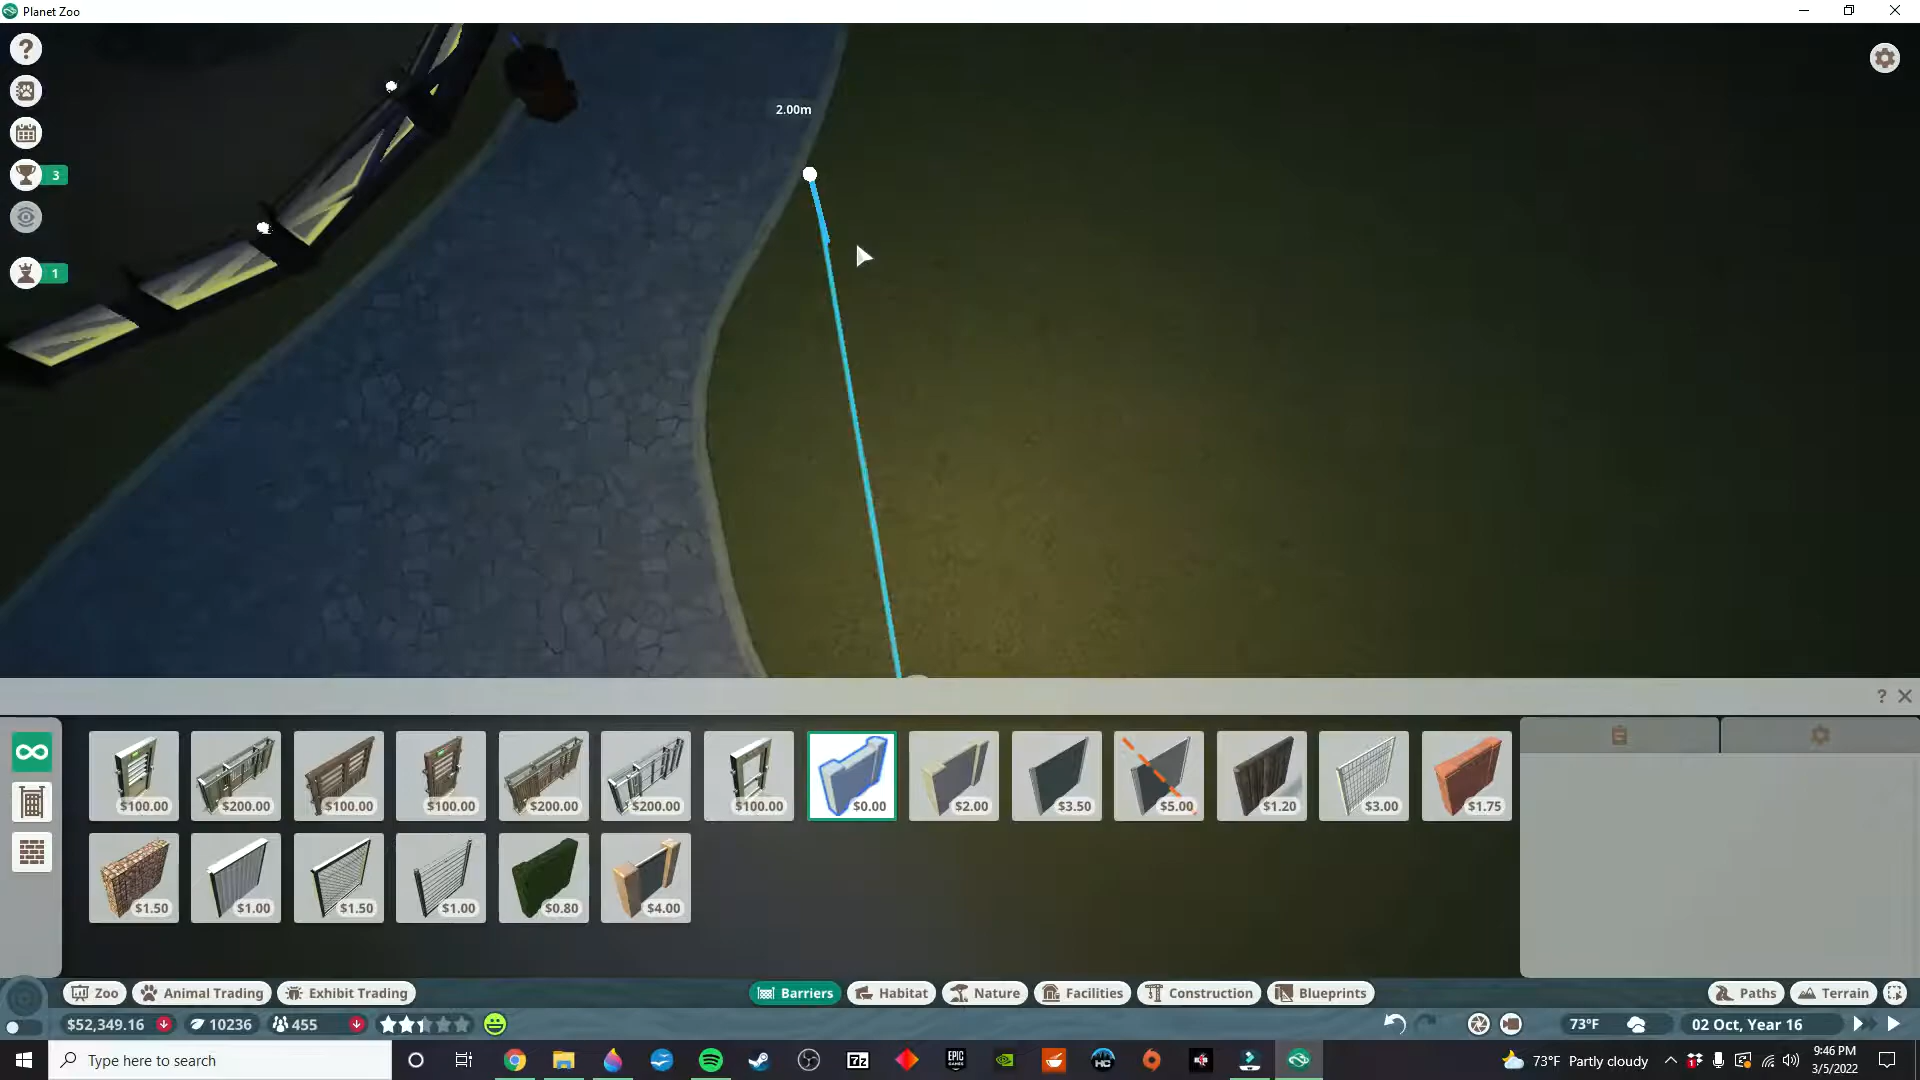 Planet Zoo
?
3
1
2.00m
?
$100.00 $200.00 $100.00 $100.00 $200.00 $200.00 $100.00 $0.00 $2.00 $3.50 $5.00 $1.20 $3.00 $1.75
$1.50 $1.00 $1.50 $1.00 $0.80 $4.00
Zoo Animal Trading Exhibit Trading Barriers Habitat Nature Facilities Construction Blueprints Paths Terrain
$52,349.16 10236 455 73°F 02 Oct, Year 16
Type here to search 7z EPIC GAMES HC 73°F Partly cloudy 9:46 PM
3/5/2022